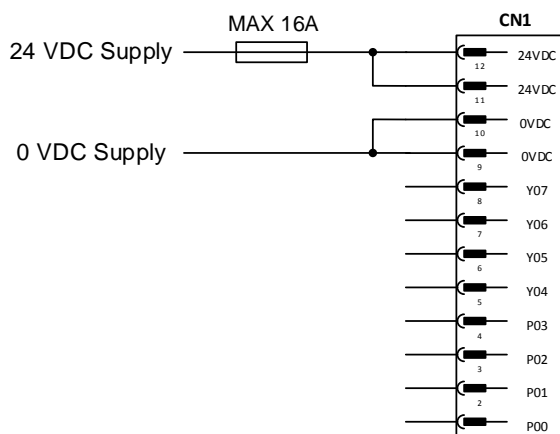 MAX 16A
CN1
24 VDC Supply
12
24VDC
11
24VDC
10
0VDC
0 VDC Supply
9
0VDC
8
Y07
7
Y06
6
Y05
5
Y04
4
P03
3
P02
2
P01
P00